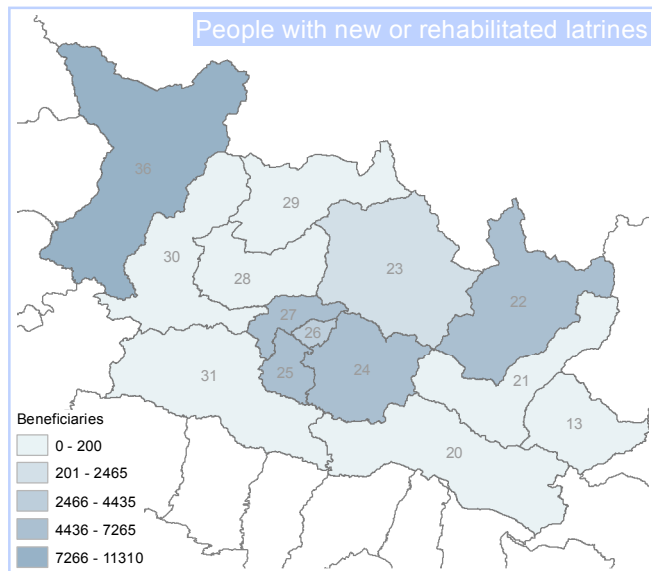 People with new or rehabilitated latrines
36
29
30
23
28
22
27
26
25
24
21
31
13
20
Beneficiaries
0 - 200
201 - 2465
2466 - 4435
4436 - 7265
7266 - 11310